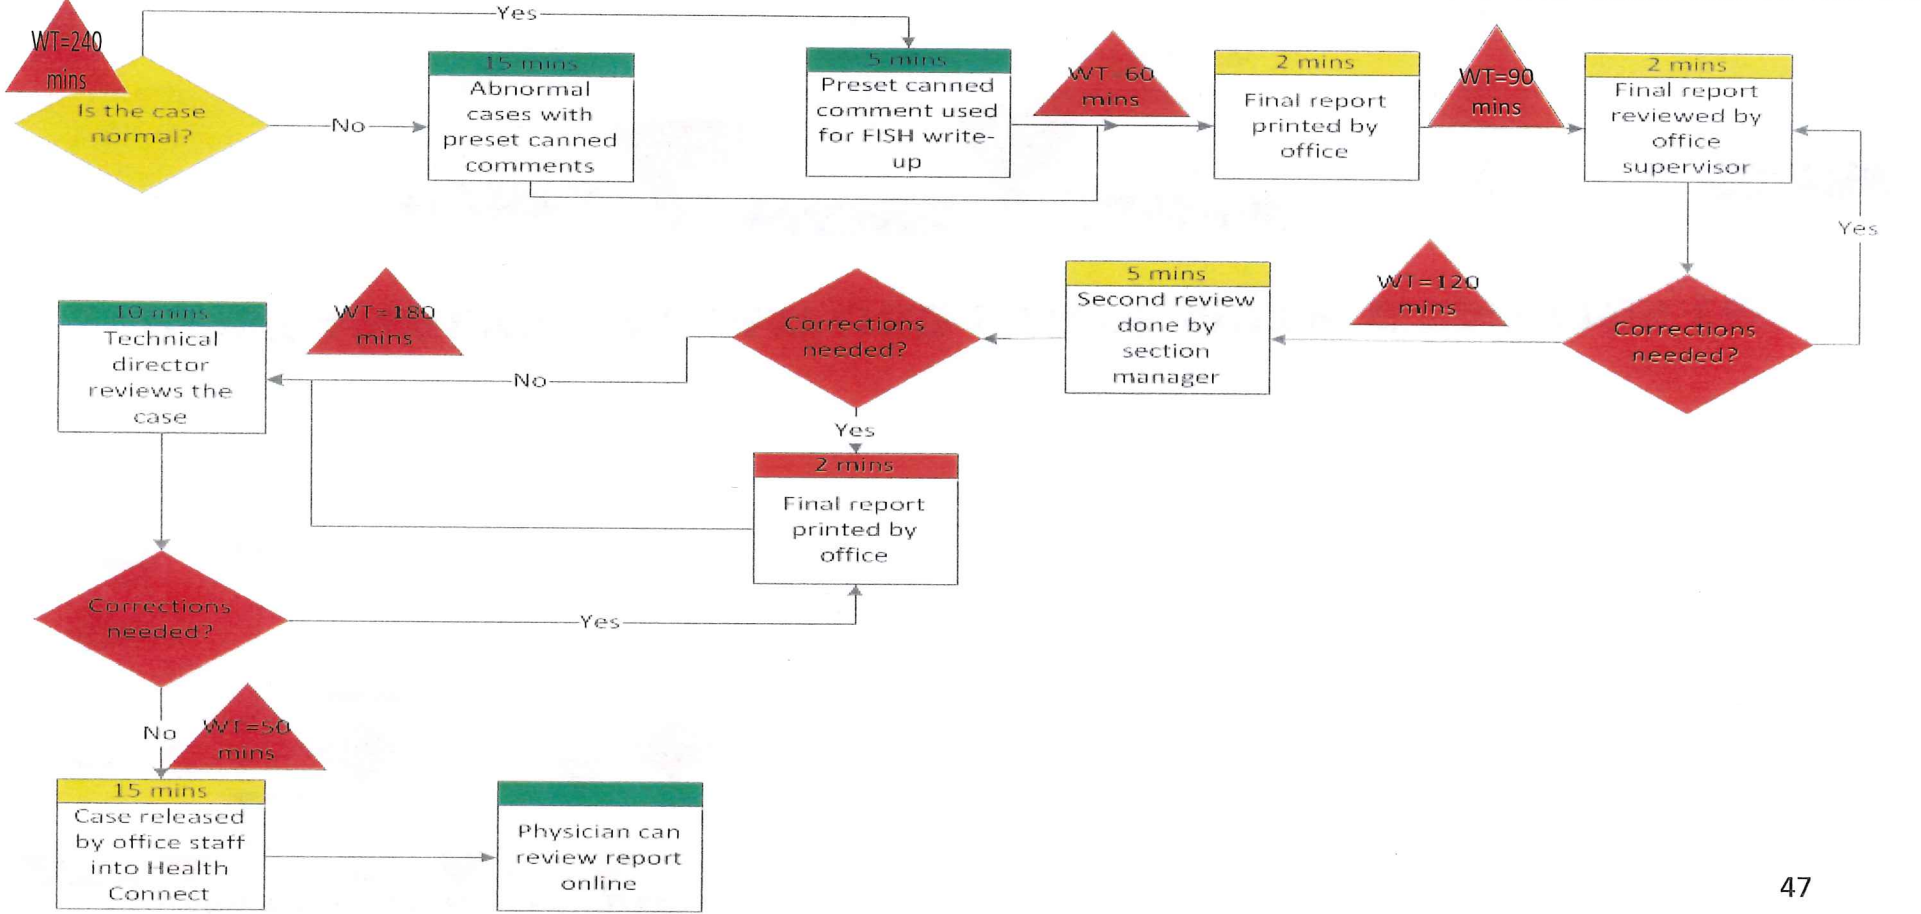 WT=240
mins
Is the case
normal?
Yes
No
15 mins
Abnormal
cases with
preset canned
comments
5 mins
Preset canned
comment used
for FISH write-
up
WT=60
mins
2 mins
Final report
printed by
office
WT=90
mins
2 mins
Final report
reviewed by
office
supervisor
Yes
Corrections
needed?
WT=120
mins
5 mins
Second review
done by
section
manager
Corrections
needed?
No
Yes
WT=180
mins
10 mins
Technical
director
reviews the
case
2 mins
Final report
printed by
office
Corrections
needed?
Yes
No
WT=50
mins
15 mins
Case released
by office staff
into Health
Connect
Physician can
review report
online
47